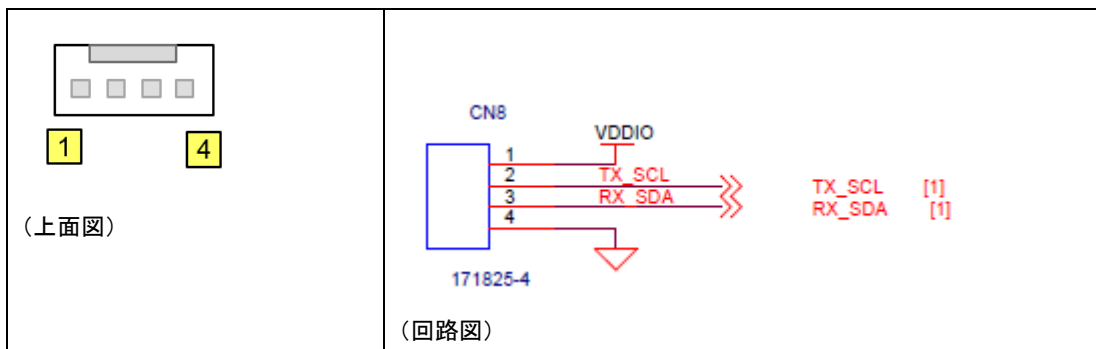 1 4
(上面図)
CN8
VDDIO
1
2 TX_SCL TX_SCL [1]
3 RX_SDA RX_SDA [1]
4
171825-4
(回路図)